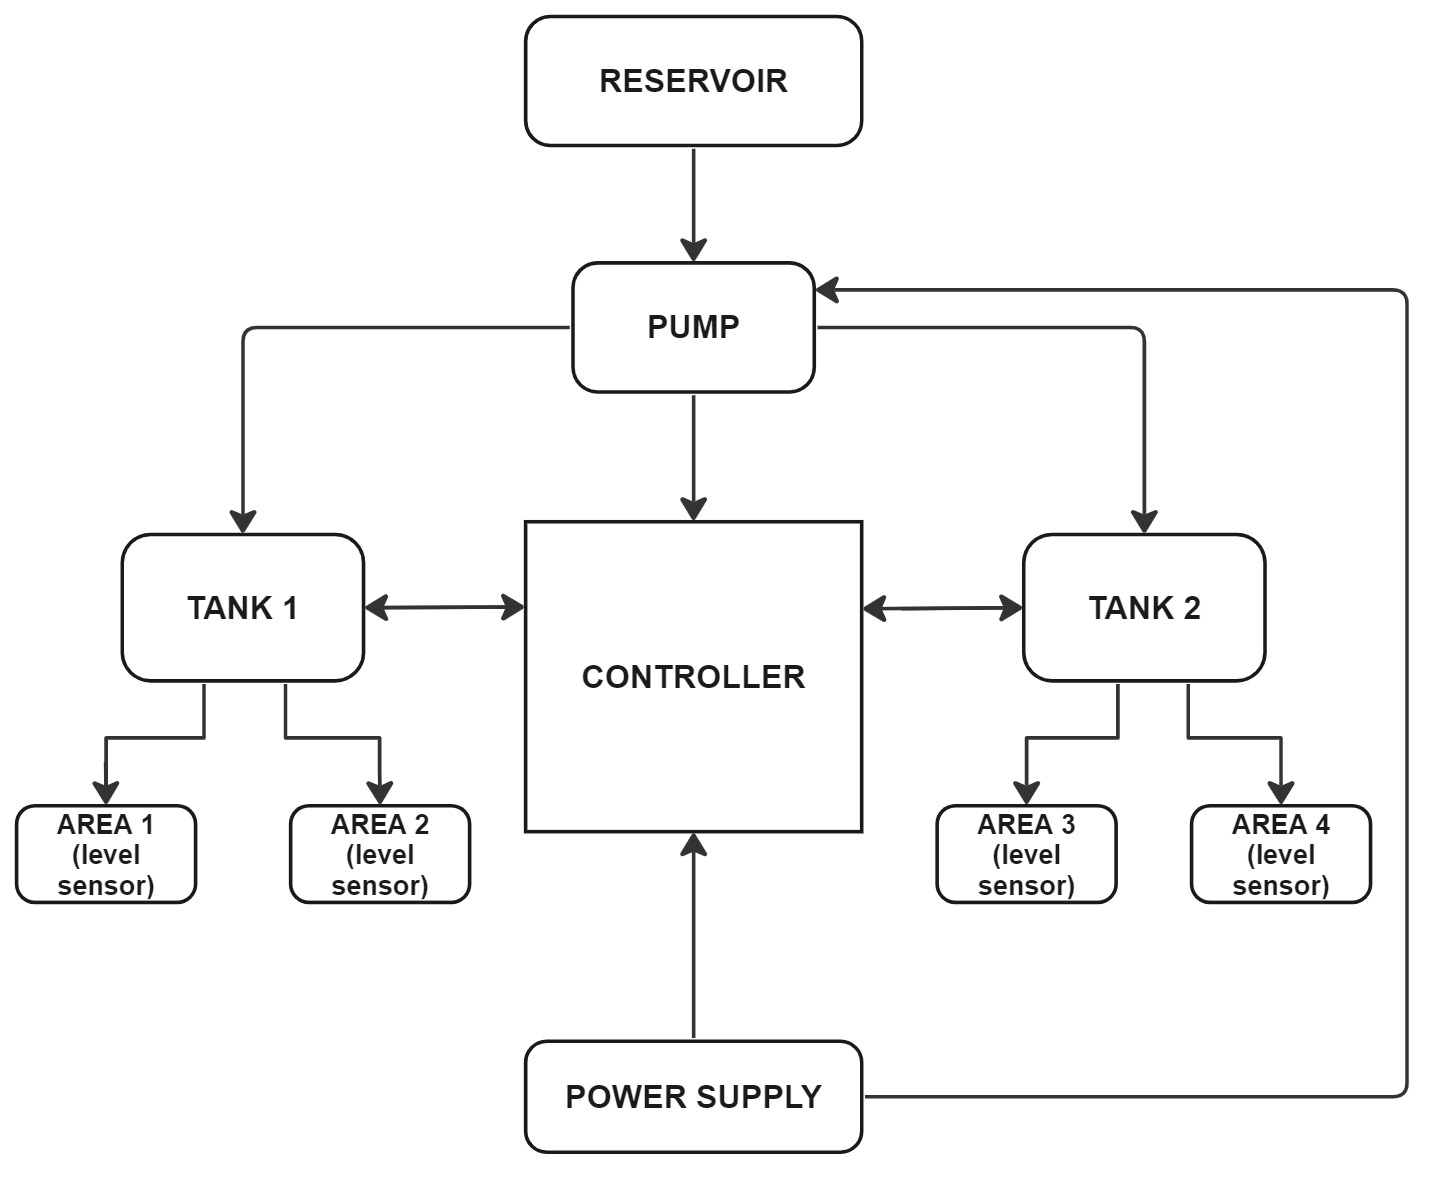 RESERVOIR
PUMP
TANK 1
TANK 2
CONTROLLER
AREA 1
(level
sensor)
AREA 2
(level
sensor)
AREA 3
(level
sensor)
AREA 4
(level
sensor)
POWER SUPPLY